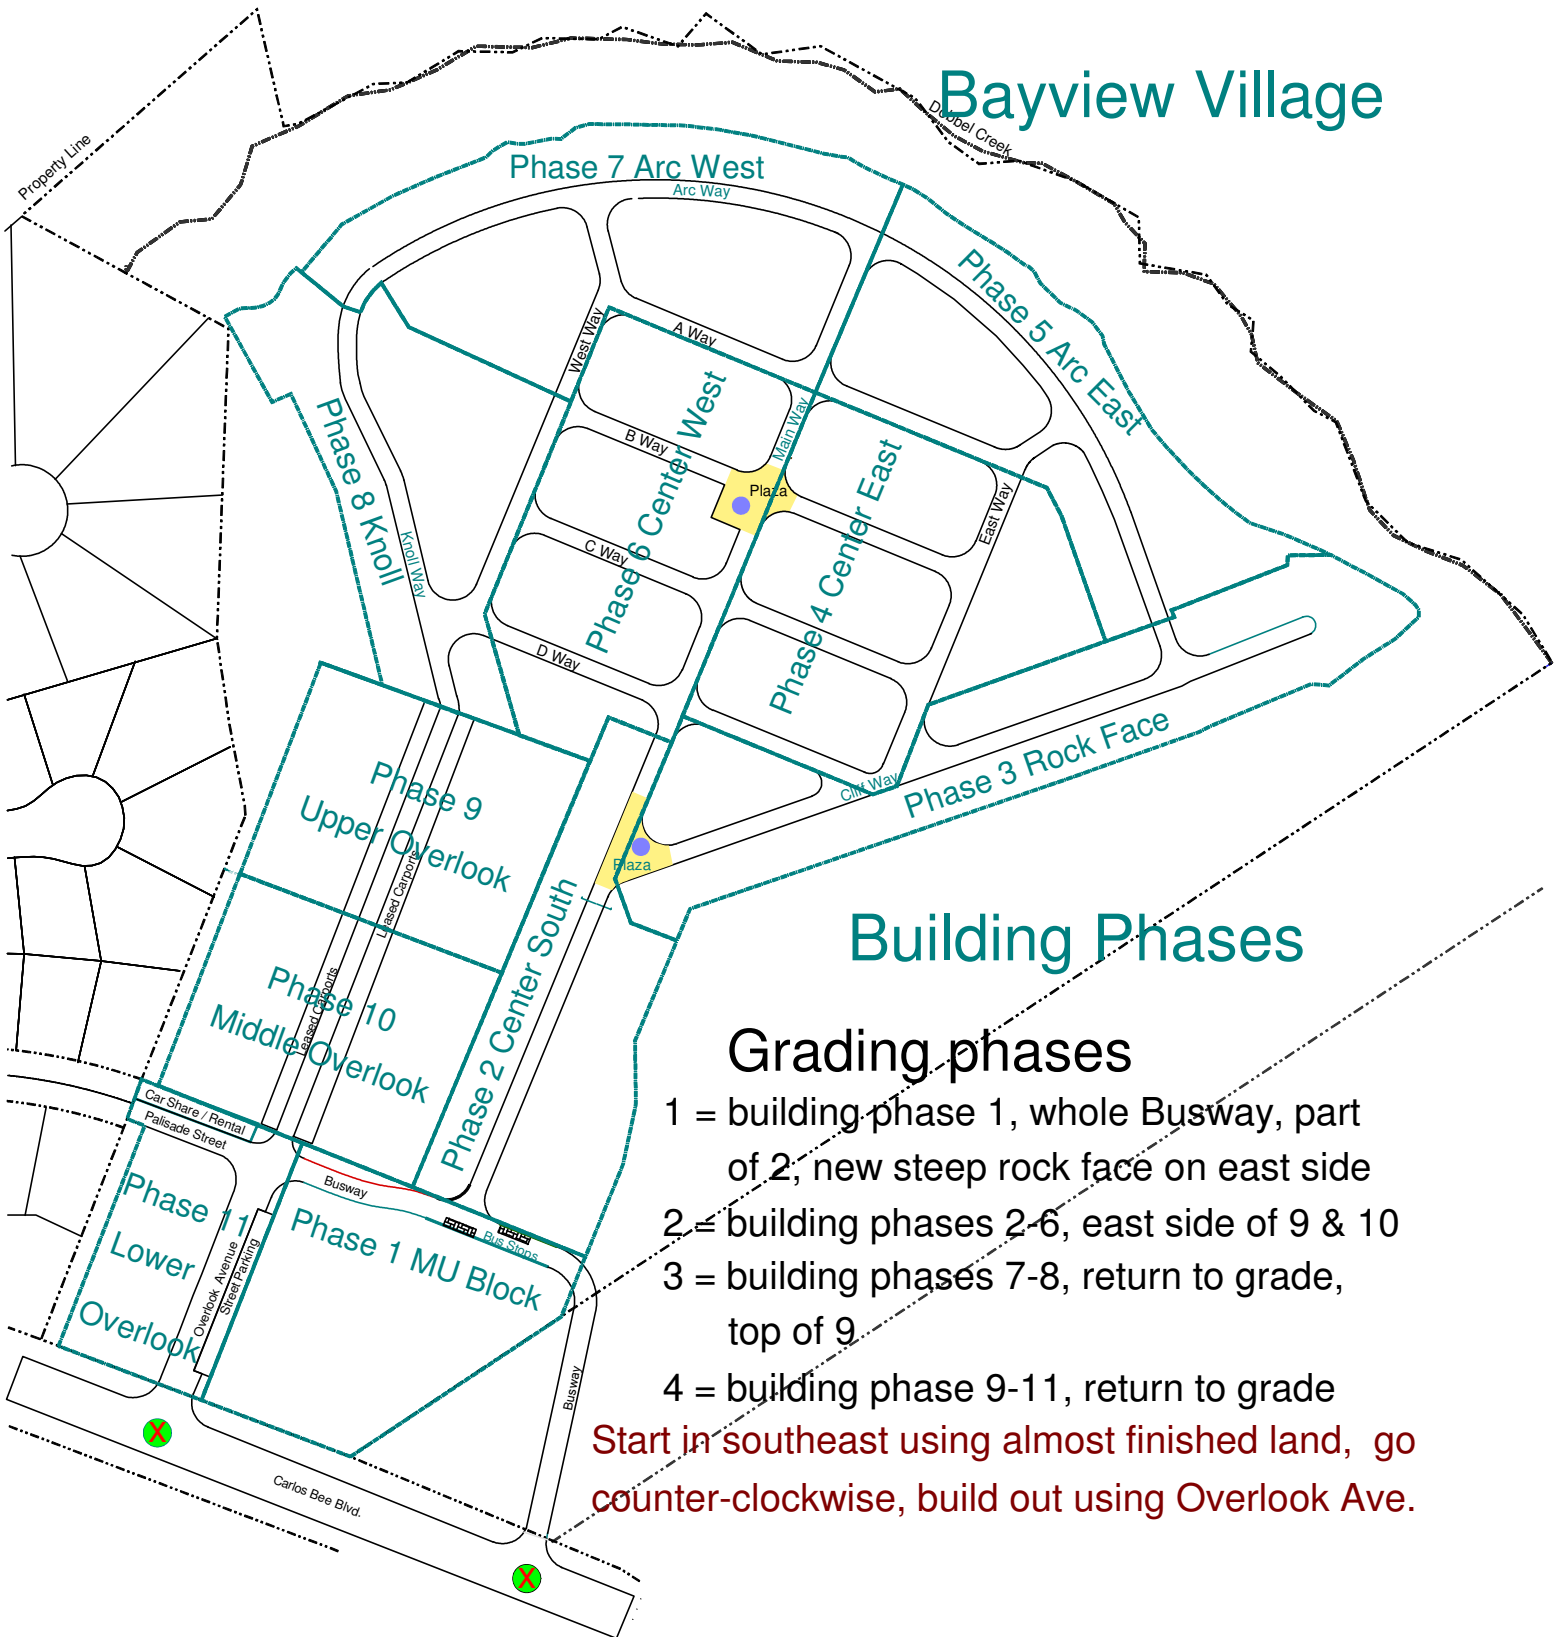 Bayview Village
Dobbel Creek
Property Line
Phase 7 Arc West
Arc Way
Phase 5 Arc East
West Way
A Way
Phase 8 Knoll
Knoll Way
Phase 6 Center West
B Way
Main Way
Plaza
Phase 4 Center East
East Way
C Way
D Way
Cliff Way
Phase 3 Rock Face
Phase 9
Upper Overlook
Leased Carports
Plaza
Phase 2 Center South
Building Phases
Phase 10
Middle Overlook
Leased Carports
Grading phases
1 = building phase 1, whole Busway, part
of 2, new steep rock face on east side
2 = building phases 2-6, east side of 9 & 10
3 = building phases 7-8, return to grade,
top of 9
4 = building phase 9-11, return to grade
Start in southeast using almost finished land, go
counter-clockwise, build out using Overlook Ave.
Car Share / Rental
Palisade Street
Busway
Bus Stops
Phase 11
Lower
Overlook
Overlook Avenue
Street Parking
Phase 1 MU Block
Busway
X
Carlos Bee Blvd.
X